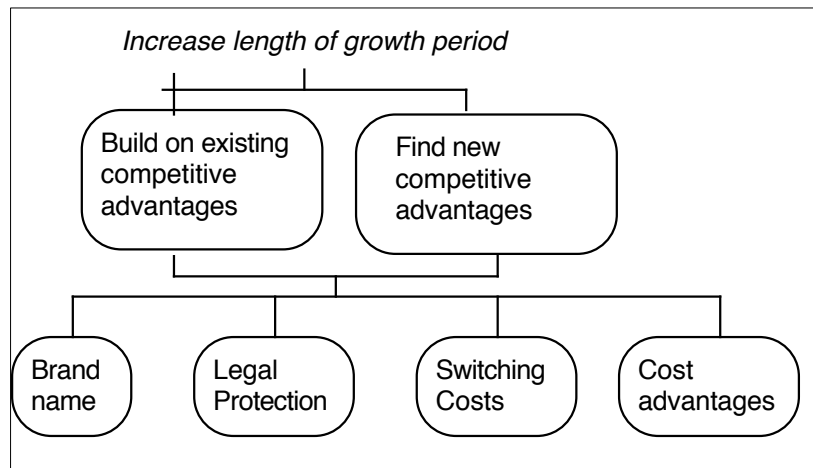 Increase length of growth period
Build on existing
competitive
advantages
Find new
competitive
advantages
Brand
name
Legal
Protection
Switching
Costs
Cost
advantages